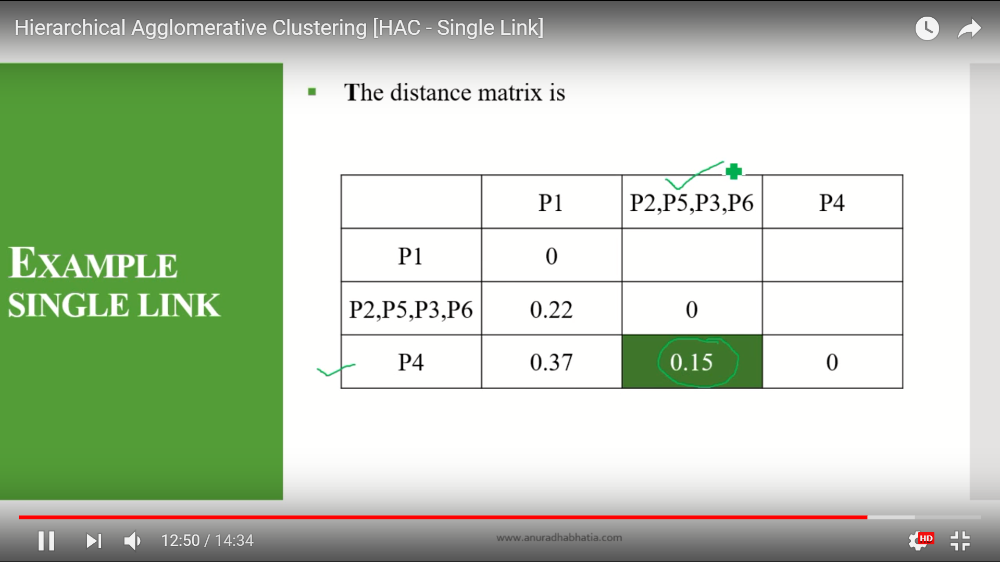 Hierarchical Agglomerative Clustering [HAC - Single Link]
The distance matrix is
EXAMPLE
SINGLE LINK
P1 P2,P5,P3,P6 P4
P1 0
P2,P5,P3,P6 0.22 0
P4 0.37 0.15 0
12:50 / 14:34
www.anuradhabhatia.com
HD